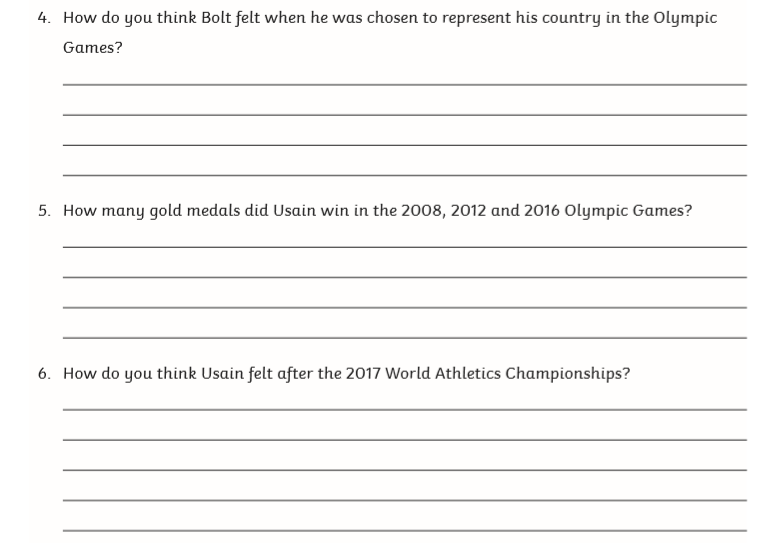 4. How do you think Bolt felt when he was chosen to represent his country in the Olympic
Games?
5. How many gold medals did Usain win in the 2008, 2012 and 2016 Olympic Games?
6. How do you think Usain felt after the 2017 World Athletics Championships?